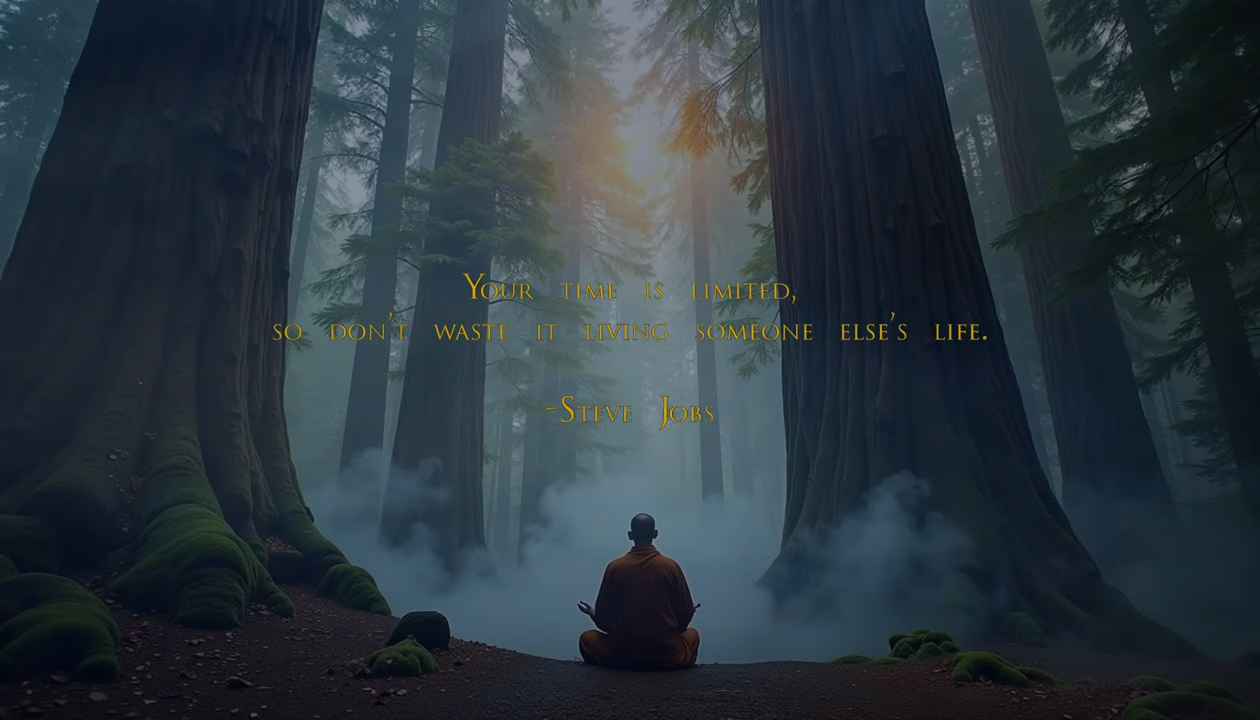 Your time is limited,
so don't waste it living someone else's life.
-Steve Jobs